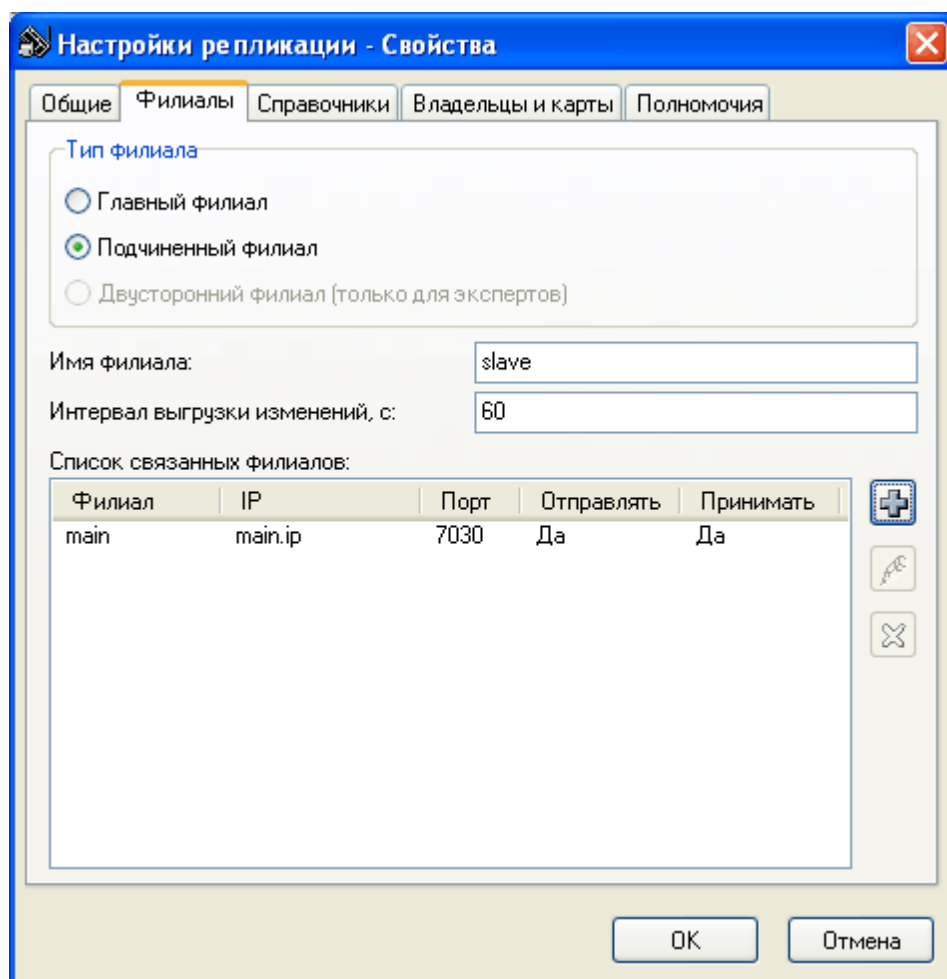 Настройки репликации - Свойства
Общие Филиалы Справочники Владельцы и карты Полномочия
Тип филиала
Главный филиал
Подчиненный филиал
Двусторонний филиал (только для экспертов)
Имя филиала: slave
Интервал выгрузки изменений, с: 60
Список связанных филиалов:
Филиал IP Порт Отправлять Принимать
main main.ip 7030 Да Да
OK Отмена